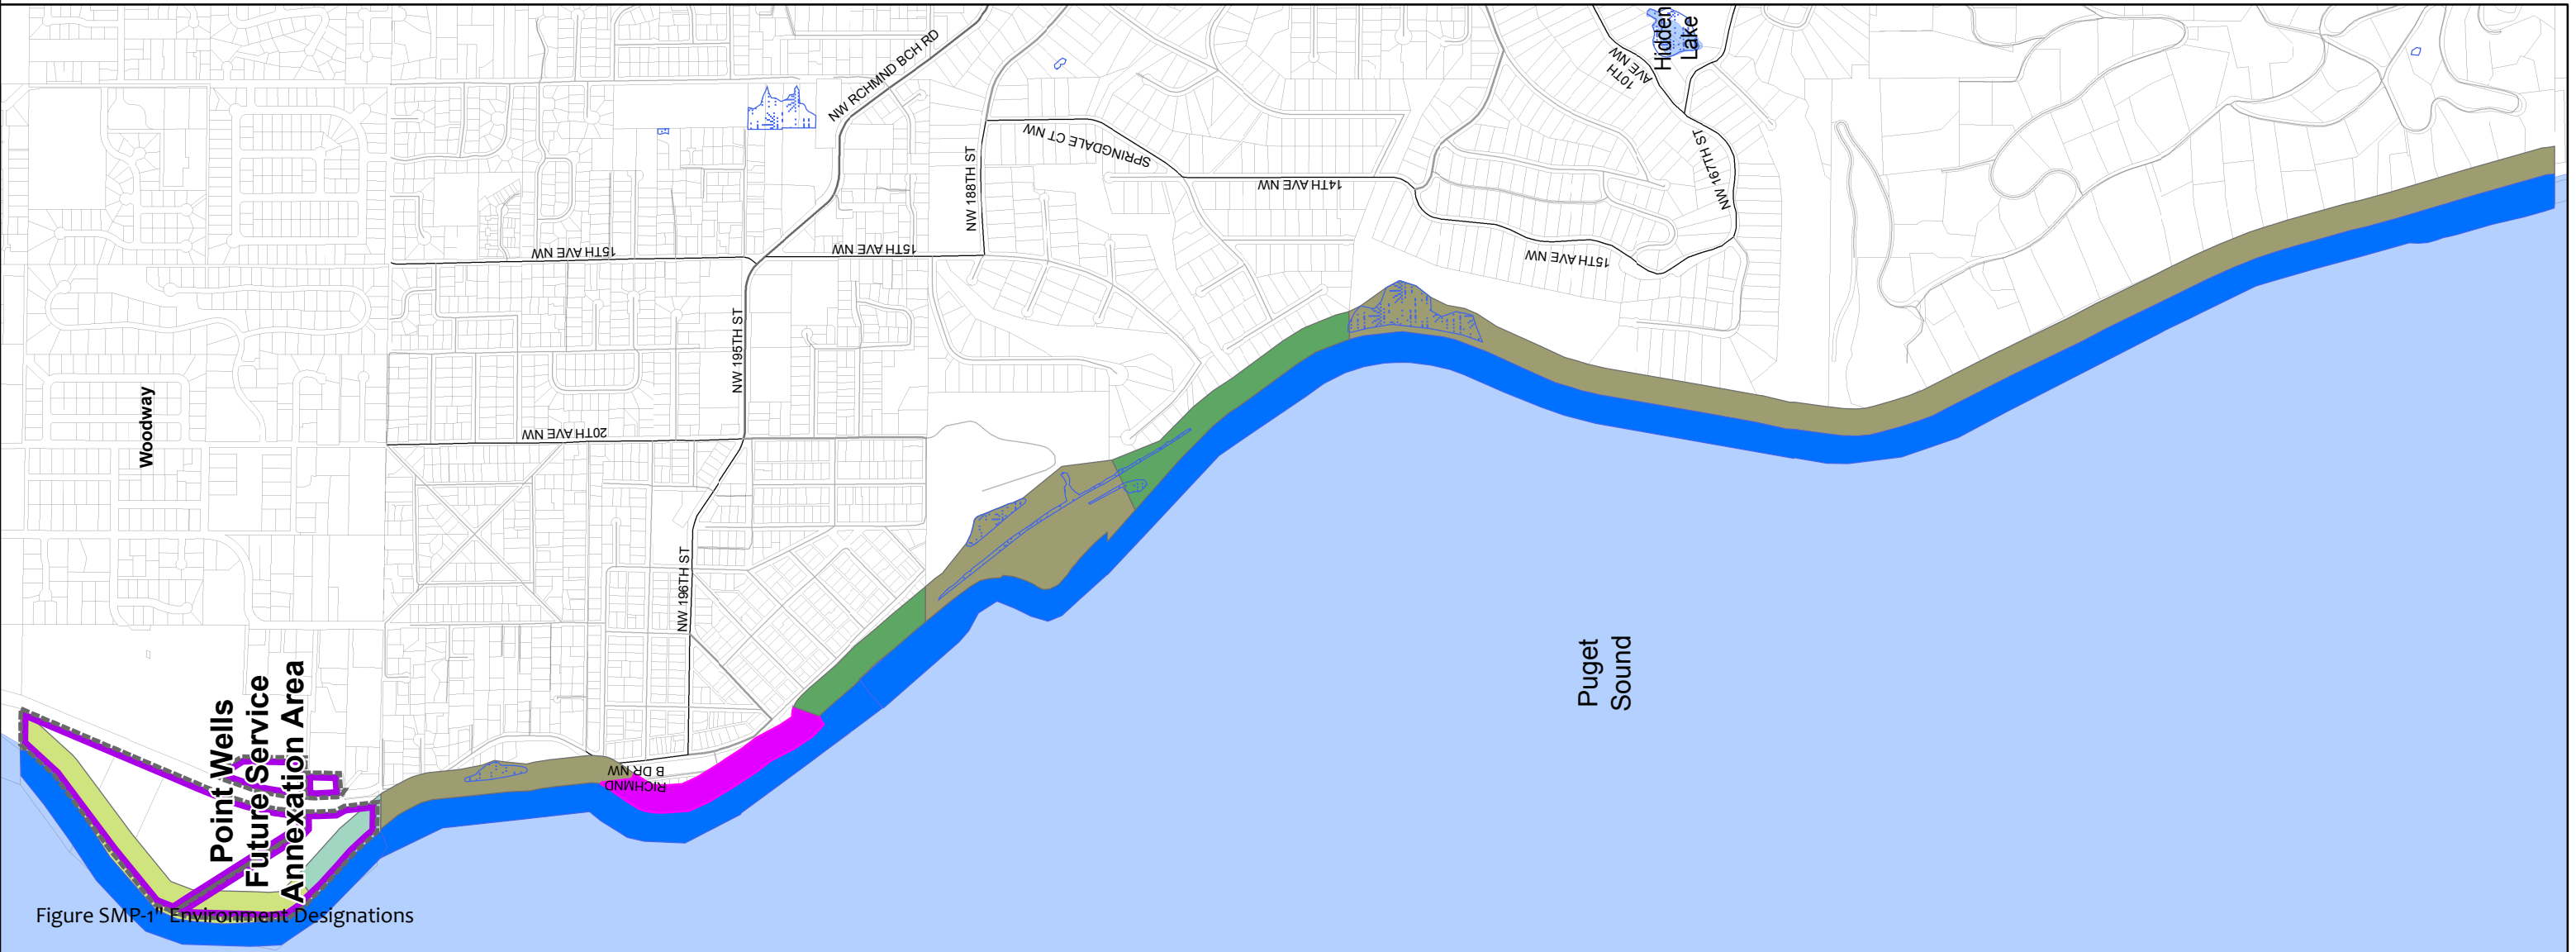 NW RCHMND BCH RD
Hidden
Lake
10TH
AVE NW
SPRINGDALE CT NW
NW 188TH ST
NW 167TH ST
14TH AVE NW
15TH AVE NW
15TH AVE NW
15TH AVE NW
NW 195TH ST
Woodway
20TH AVE NW
NW 196TH ST
Puget
Sound
Point Wells
Future Service
Annexation Area
RICHMND
B DR NW
Figure SMP-1" Environment Designations